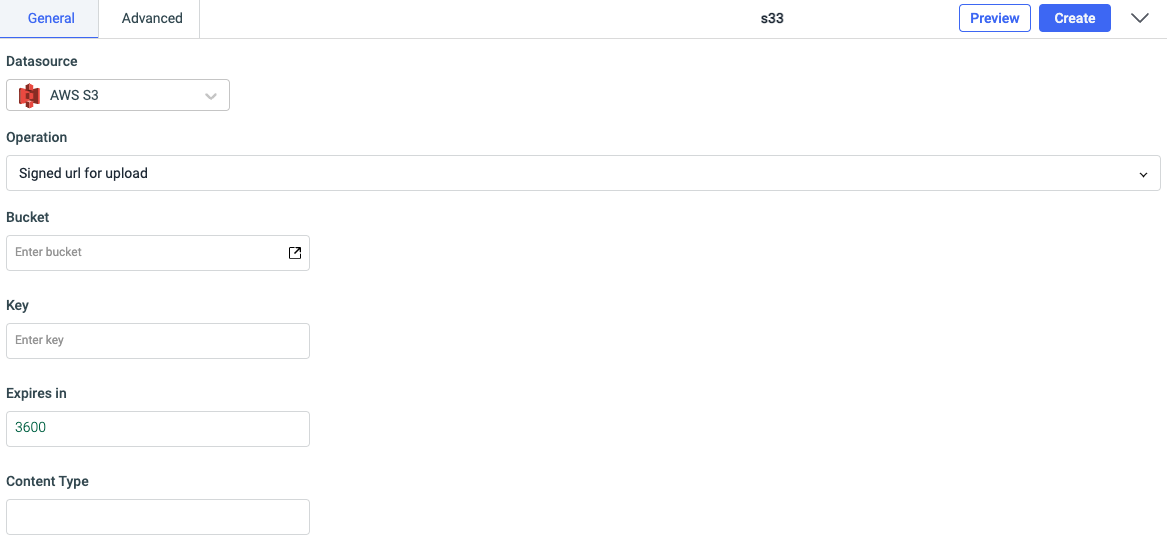 General Advanced s33 Preview Create
Datasource
AWS S3
Operation
Signed url for upload
Bucket
Enter bucket
Key
Enter key
Expires in
3600
Content Type